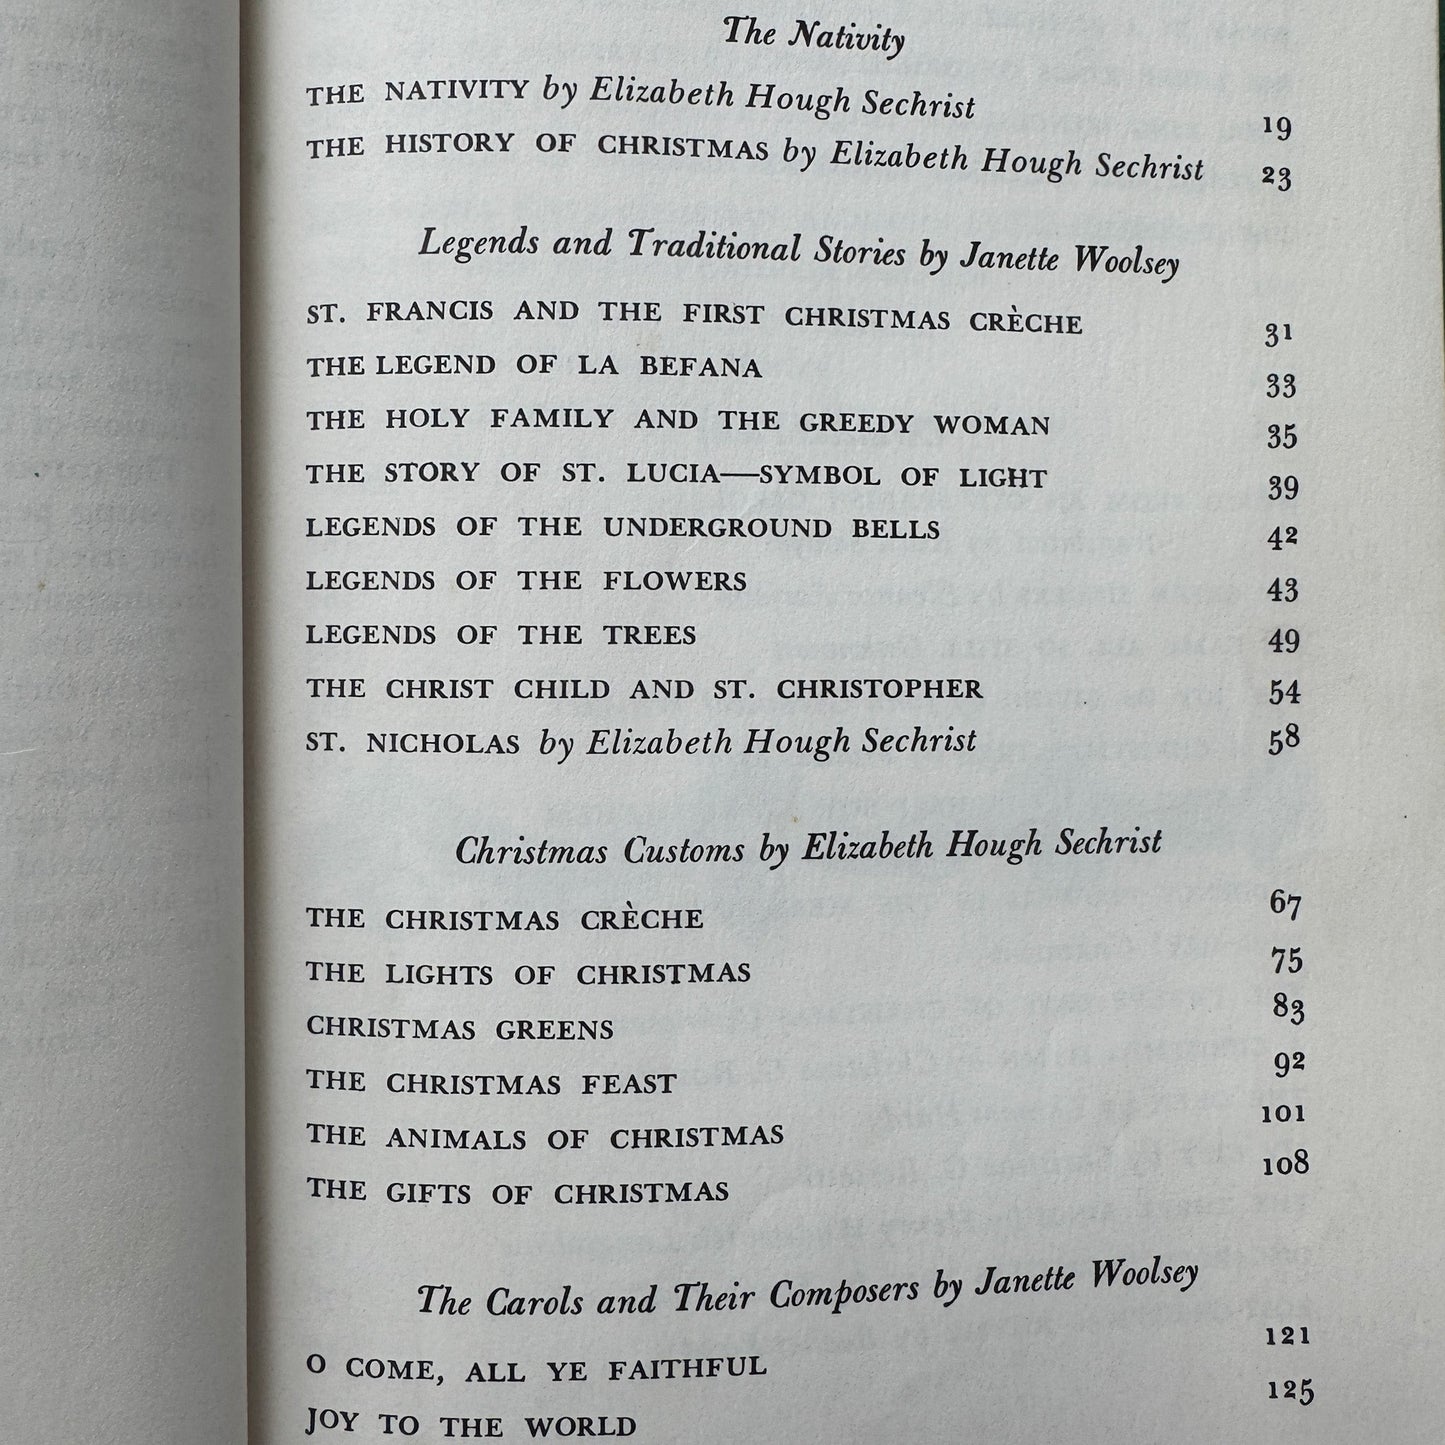 The Nativity
THE NATIVITY by Elizabeth Hough Sechrist 19
THE HISTORY OF CHRISTMAS by Elizabeth Hough Sechrist 23
Legends and Traditional Stories by Janette Woolsey
ST. FRANCIS AND THE FIRST CHRISTMAS CRÈCHE 31
THE LEGEND OF LA BEFANA 33
THE HOLY FAMILY AND THE GREEDY WOMAN 35
THE STORY OF ST. LUCIA—SYMBOL OF LIGHT 39
LEGENDS OF THE UNDERGROUND BELLS 42
LEGENDS OF THE FLOWERS 43
LEGENDS OF THE TREES 49
THE CHRIST CHILD AND ST. CHRISTOPHER 54
ST. NICHOLAS by Elizabeth Hough Sechrist 58
Christmas Customs by Elizabeth Hough Sechrist
THE CHRISTMAS CRÈCHE 67
THE LIGHTS OF CHRISTMAS 75
CHRISTMAS GREENS 83
THE CHRISTMAS FEAST 92
THE ANIMALS OF CHRISTMAS 101
THE GIFTS OF CHRISTMAS 108
The Carols and Their Composers by Janette Woolsey
O COME, ALL YE FAITHFUL 121
JOY TO THE WORLD 125